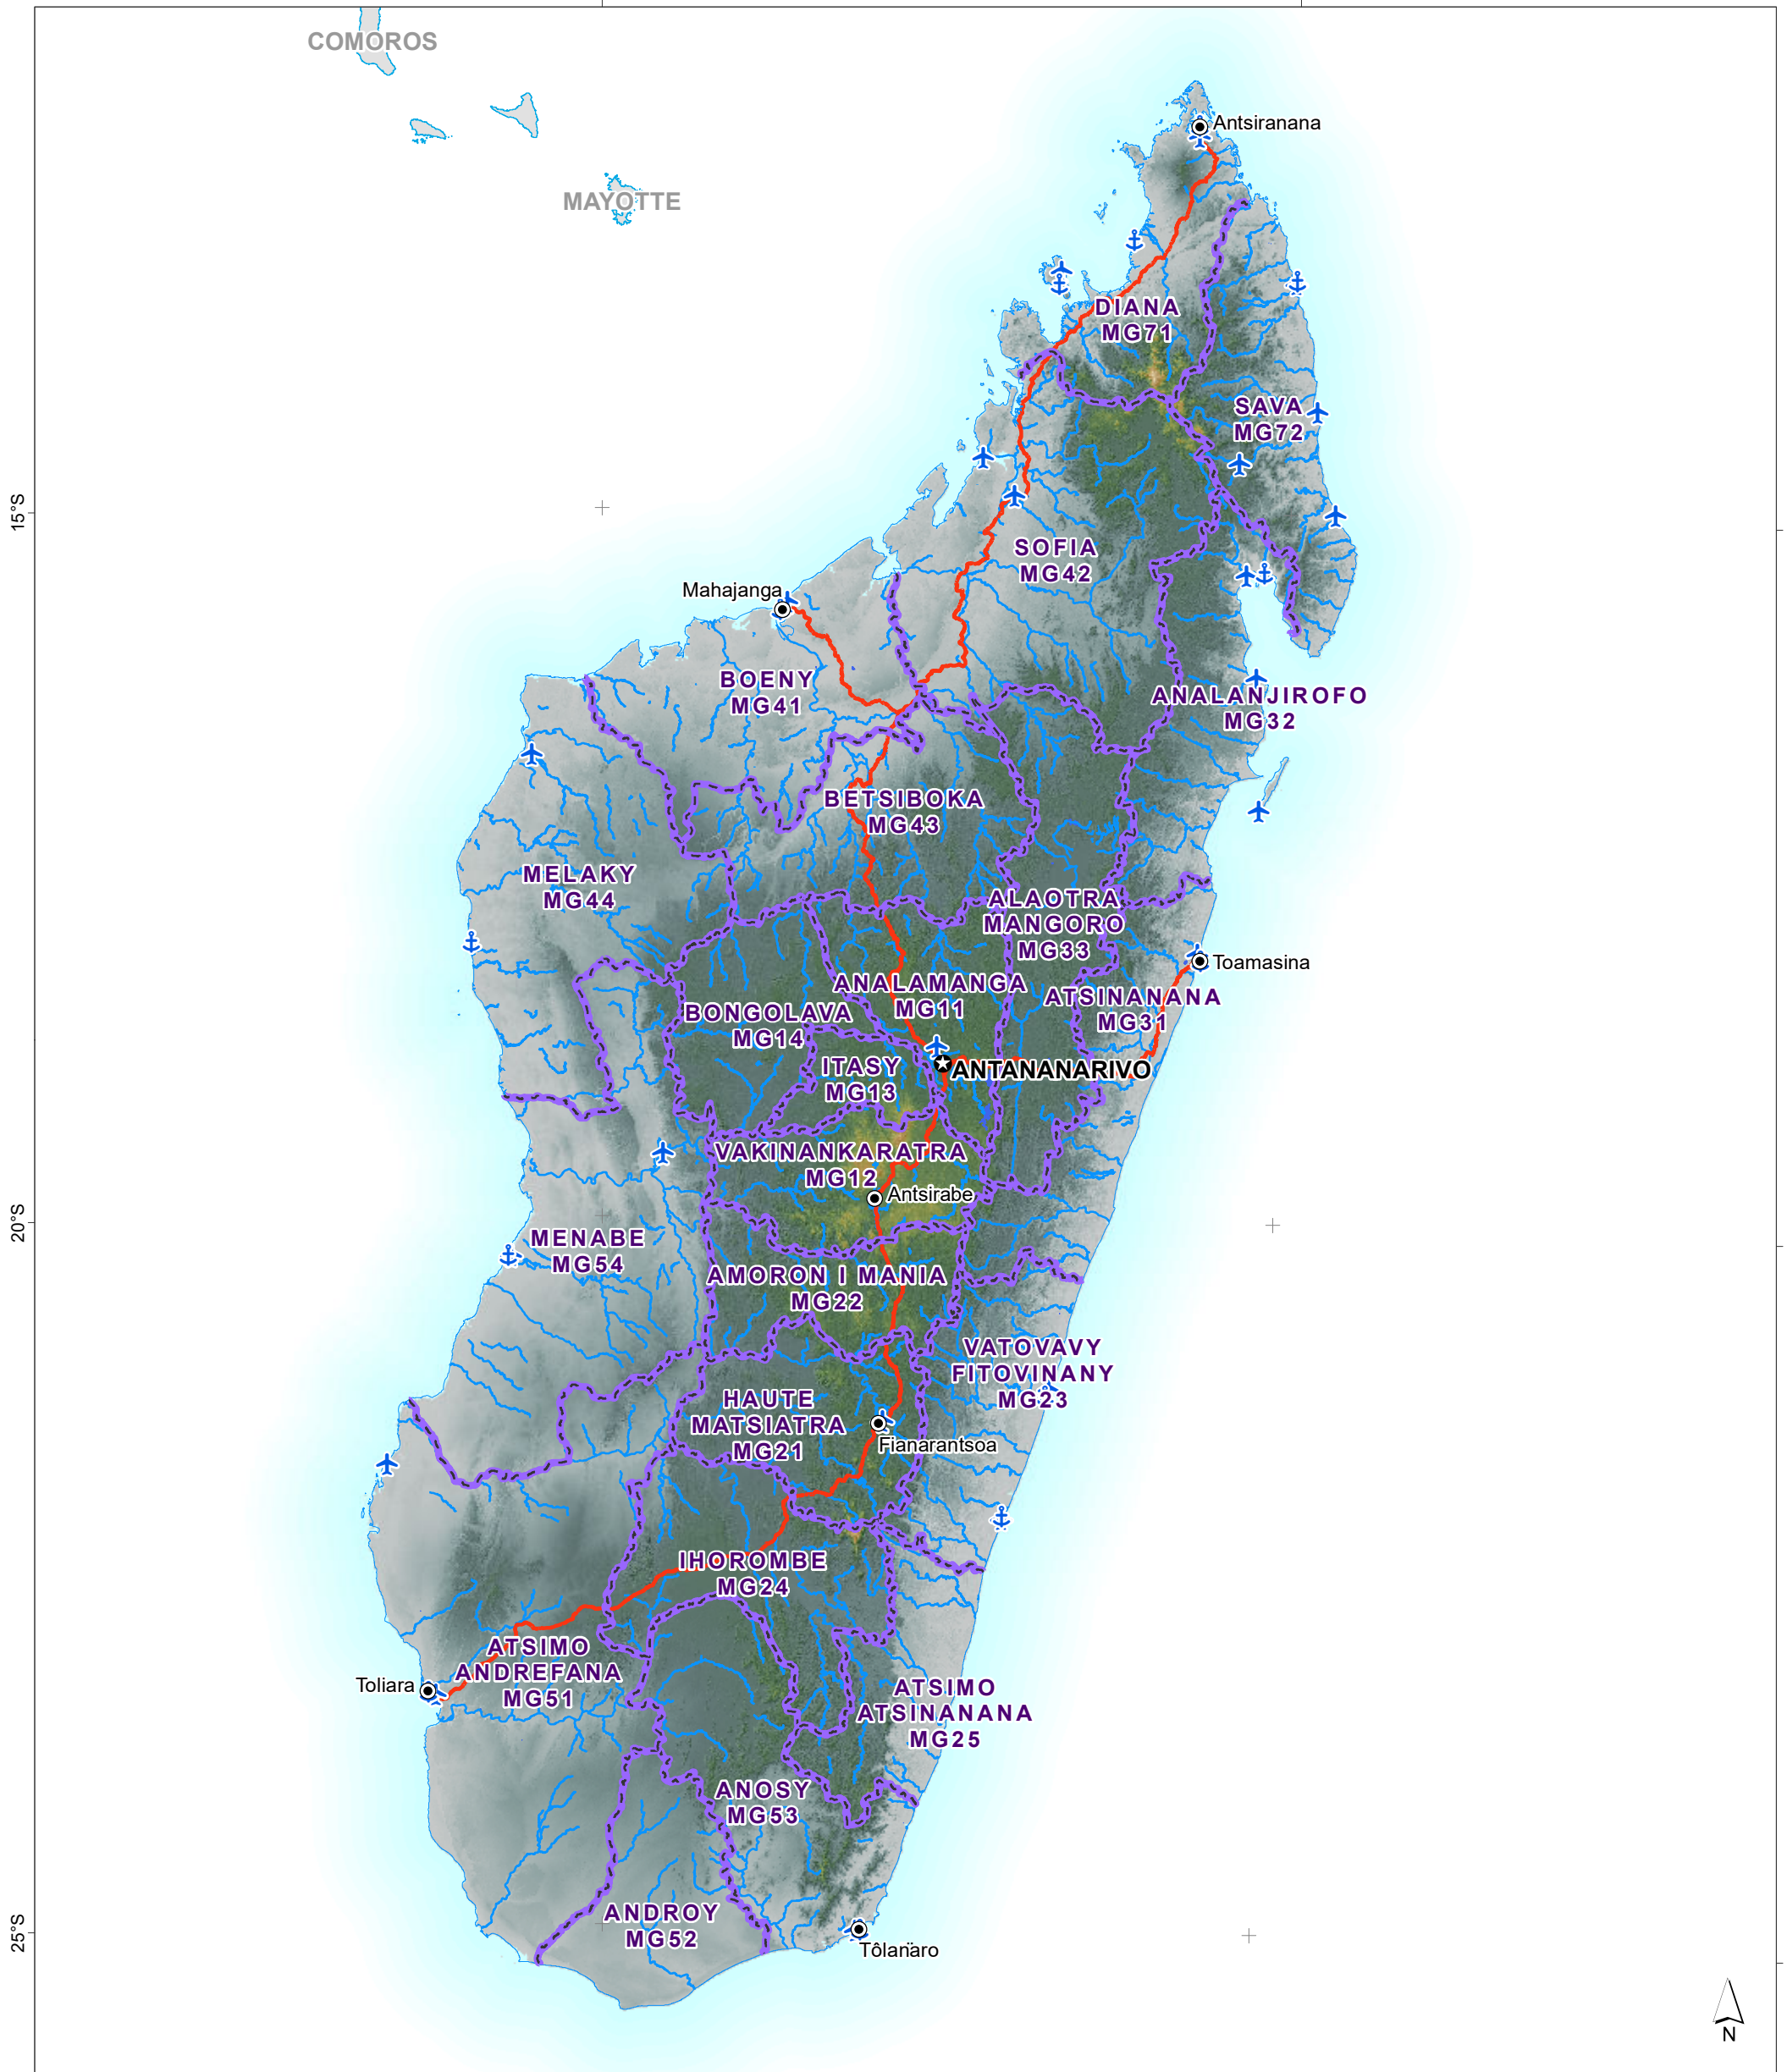 COMOROS
Antsiranana
MAYOTTE
DIANA
MG71
SAVA
MG72
15°S
SOFIA
MG42
Mahajanga
BOENY
MG41
ANALANJIROFO
MG32
BETSIBOKA
MG43
MELAKY
MG44
ALAOTRA
MANGORO
MG33
Toamasina
ANALAMANGA
MG11
ATSINANANA
MG31
BONGOLAVA
MG14
ITASY
MG13
ANTANANARIVO
VAKINANKARATRA
MG12
Antsirabe
20°S
MENABE
MG54
AMORON I MANIA
MG22
VATOVAVY
FITOVINANY
MG23
HAUTE
MATSIATRA
MG21
Fianarantsoa
IHOROMBE
MG24
ATSIMO
ANDREFANA
MG51
Toliara
ATSIMO
ATSINANANA
MG25
ANOSY
MG53
ANDROY
MG52
25°S
Tôlan̈aro
N